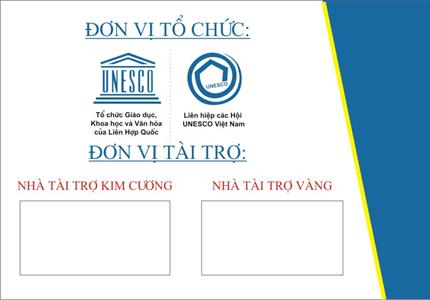 ĐƠN VỊ TỔ CHỨC:
UNESCO
UNESCO
Tổ chức Giáo dục,
Khoa học và Văn hóa
của Liên Hợp Quốc
Liên hiệp các Hội
UNESCO Việt Nam
ĐƠN VỊ TÀI TRỢ:
NHÀ TÀI TRỢ KIM CƯƠNG
NHÀ TÀI TRỢ VÀNG